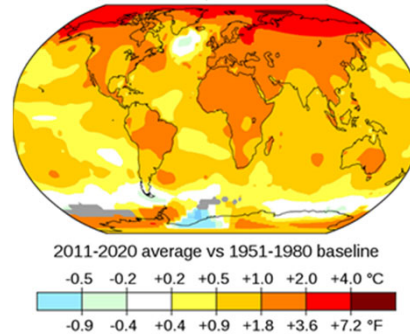 2011-2020 average vs 1951-1980 baseline
-0.5 -0.2 +0.2 +0.5 +1.0 +2.0 +4.0 °C
-0.9 -0.4 +0.4 +0.9 +1.8 +3.6 +7.2 °F